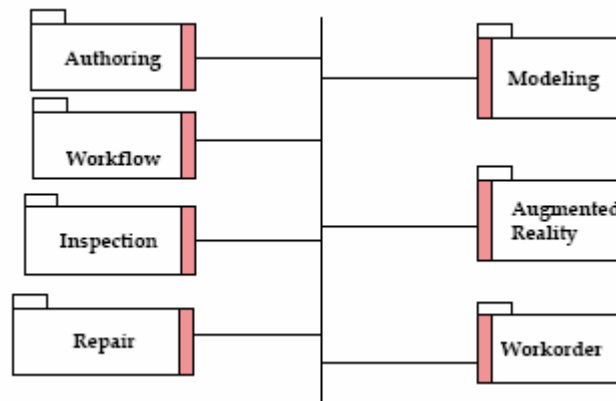 Authoring
Workflow
Inspection
Repair
Modeling
Augmented
Reality
Workorder